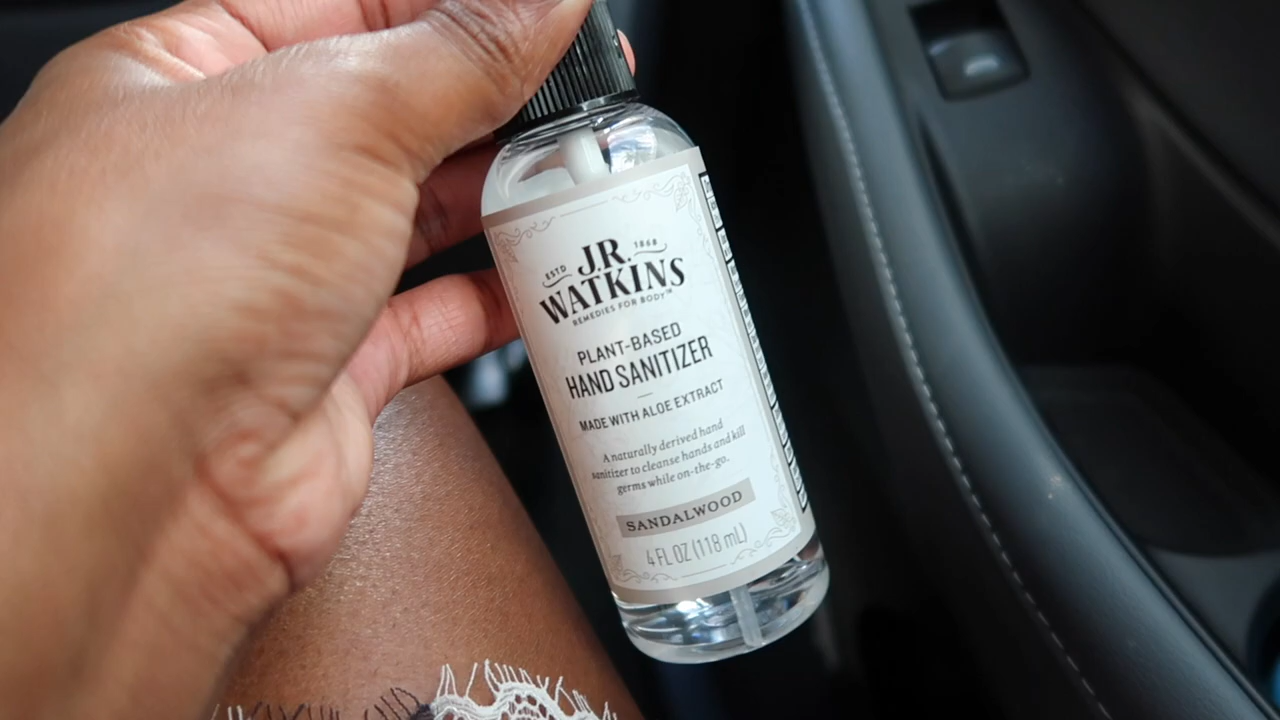 J.R.
ESTD 1868
WATKINS
REMEDIES FOR BODY™
PLANT-BASED
HAND SANITIZER
MADE WITH ALOE EXTRACT
A naturally derived hand
sanitizer to cleanse hands and kill
germs while on-the-go.
SANDALWOOD
4 FL OZ (118 mL)